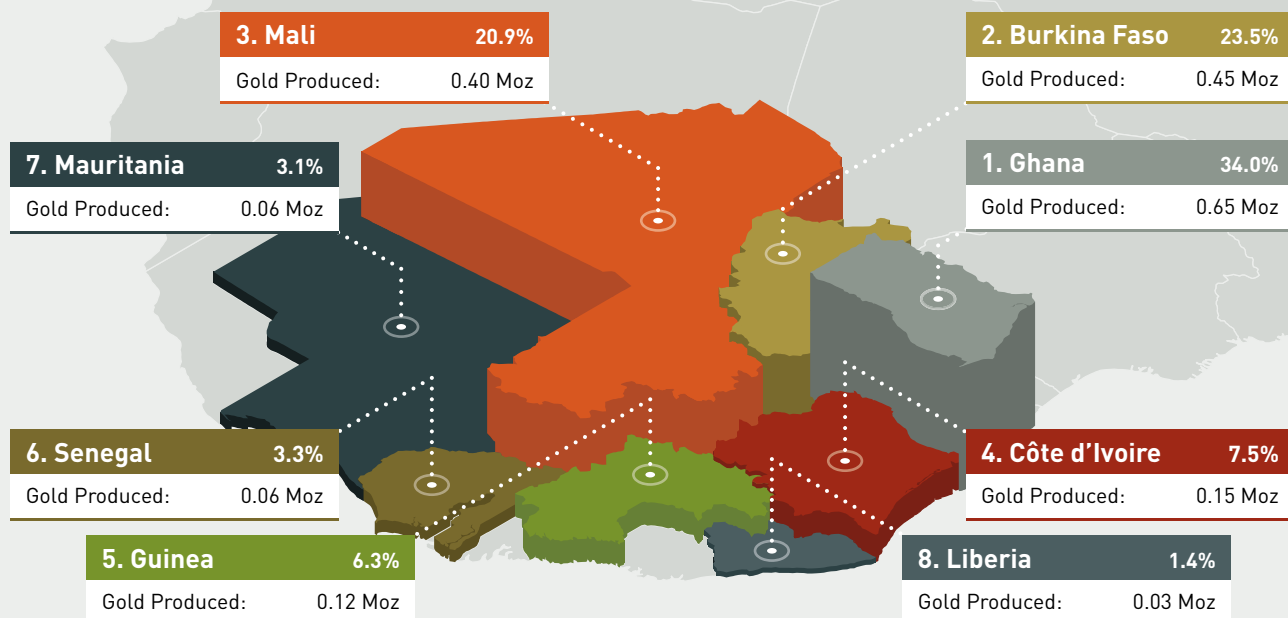 3. Mali 20.9%
Gold Produced: 0.40 Moz
2. Burkina Faso 23.5%
Gold Produced: 0.45 Moz
7. Mauritania 3.1%
Gold Produced: 0.06 Moz
1. Ghana 34.0%
Gold Produced: 0.65 Moz
6. Senegal 3.3%
Gold Produced: 0.06 Moz
4. Côte d’Ivoire 7.5%
Gold Produced: 0.15 Moz
5. Guinea 6.3%
Gold Produced: 0.12 Moz
8. Liberia 1.4%
Gold Produced: 0.03 Moz